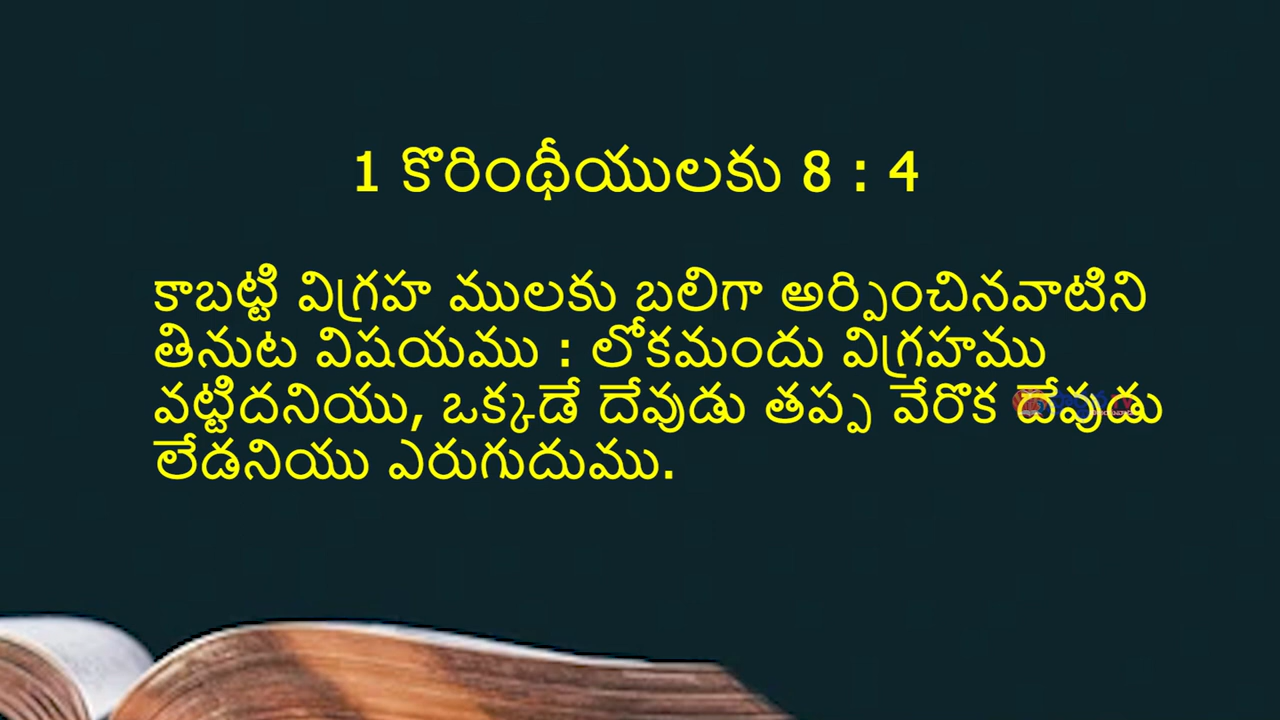 1 కొరింథీయులకు 8 : 4
కాబట్టి విగ్రహ ములకు బలిగా అర్పించినవాటిని
తినుట విషయము : లోకమందు విగ్రహము
వట్టిదనియు, ఒక్కడే దేవుడు తప్ప వేరొక దేవుడు
లేడనియు ఎరుగుదుము.